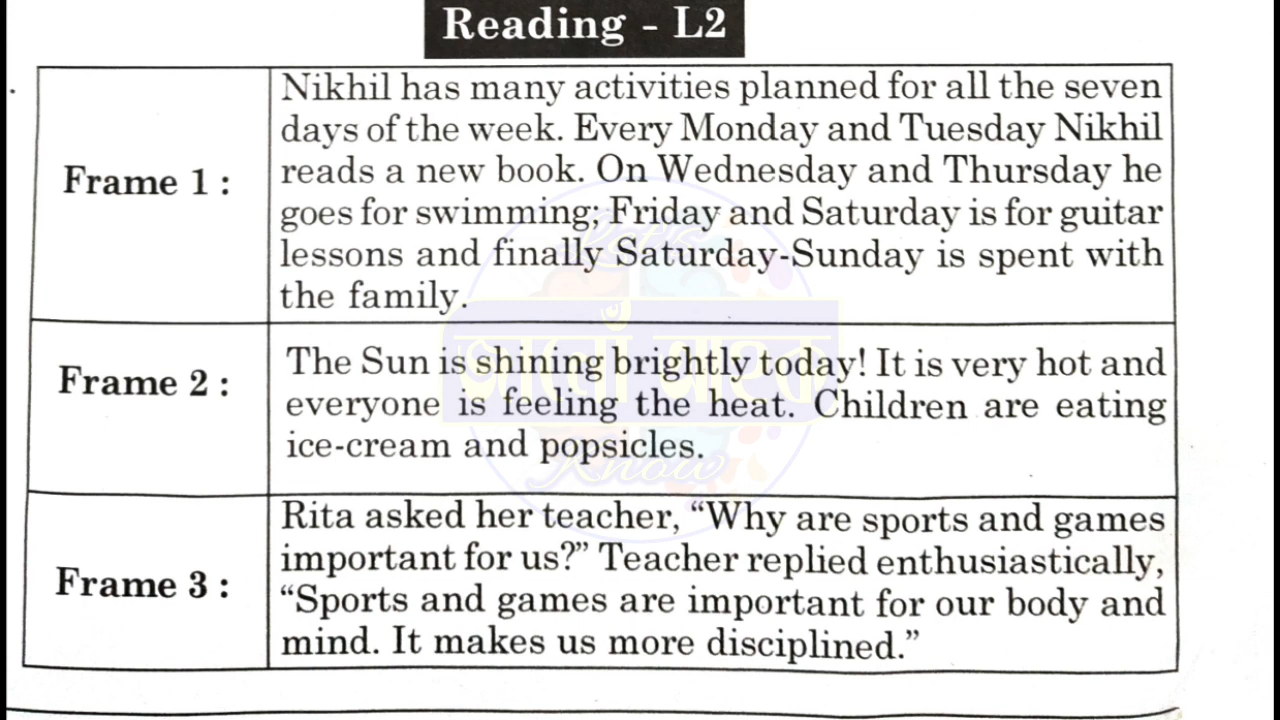 Reading - L2
Frame 1 :
Nikhil has many activities planned for all the seven
days of the week. Every Monday and Tuesday Nikhil
reads a new book. On Wednesday and Thursday he
goes for swimming; Friday and Saturday is for guitar
lessons and finally Saturday-Sunday is spent with
the family.
Frame 2 :
The Sun is shining brightly today! It is very hot and
everyone is feeling the heat. Children are eating
ice-cream and popsicles.
Frame 3 :
Rita asked her teacher, “Why are sports and games
important for us?” Teacher replied enthusiastically,
“Sports and games are important for our body and
mind. It makes us more disciplined.”
Know